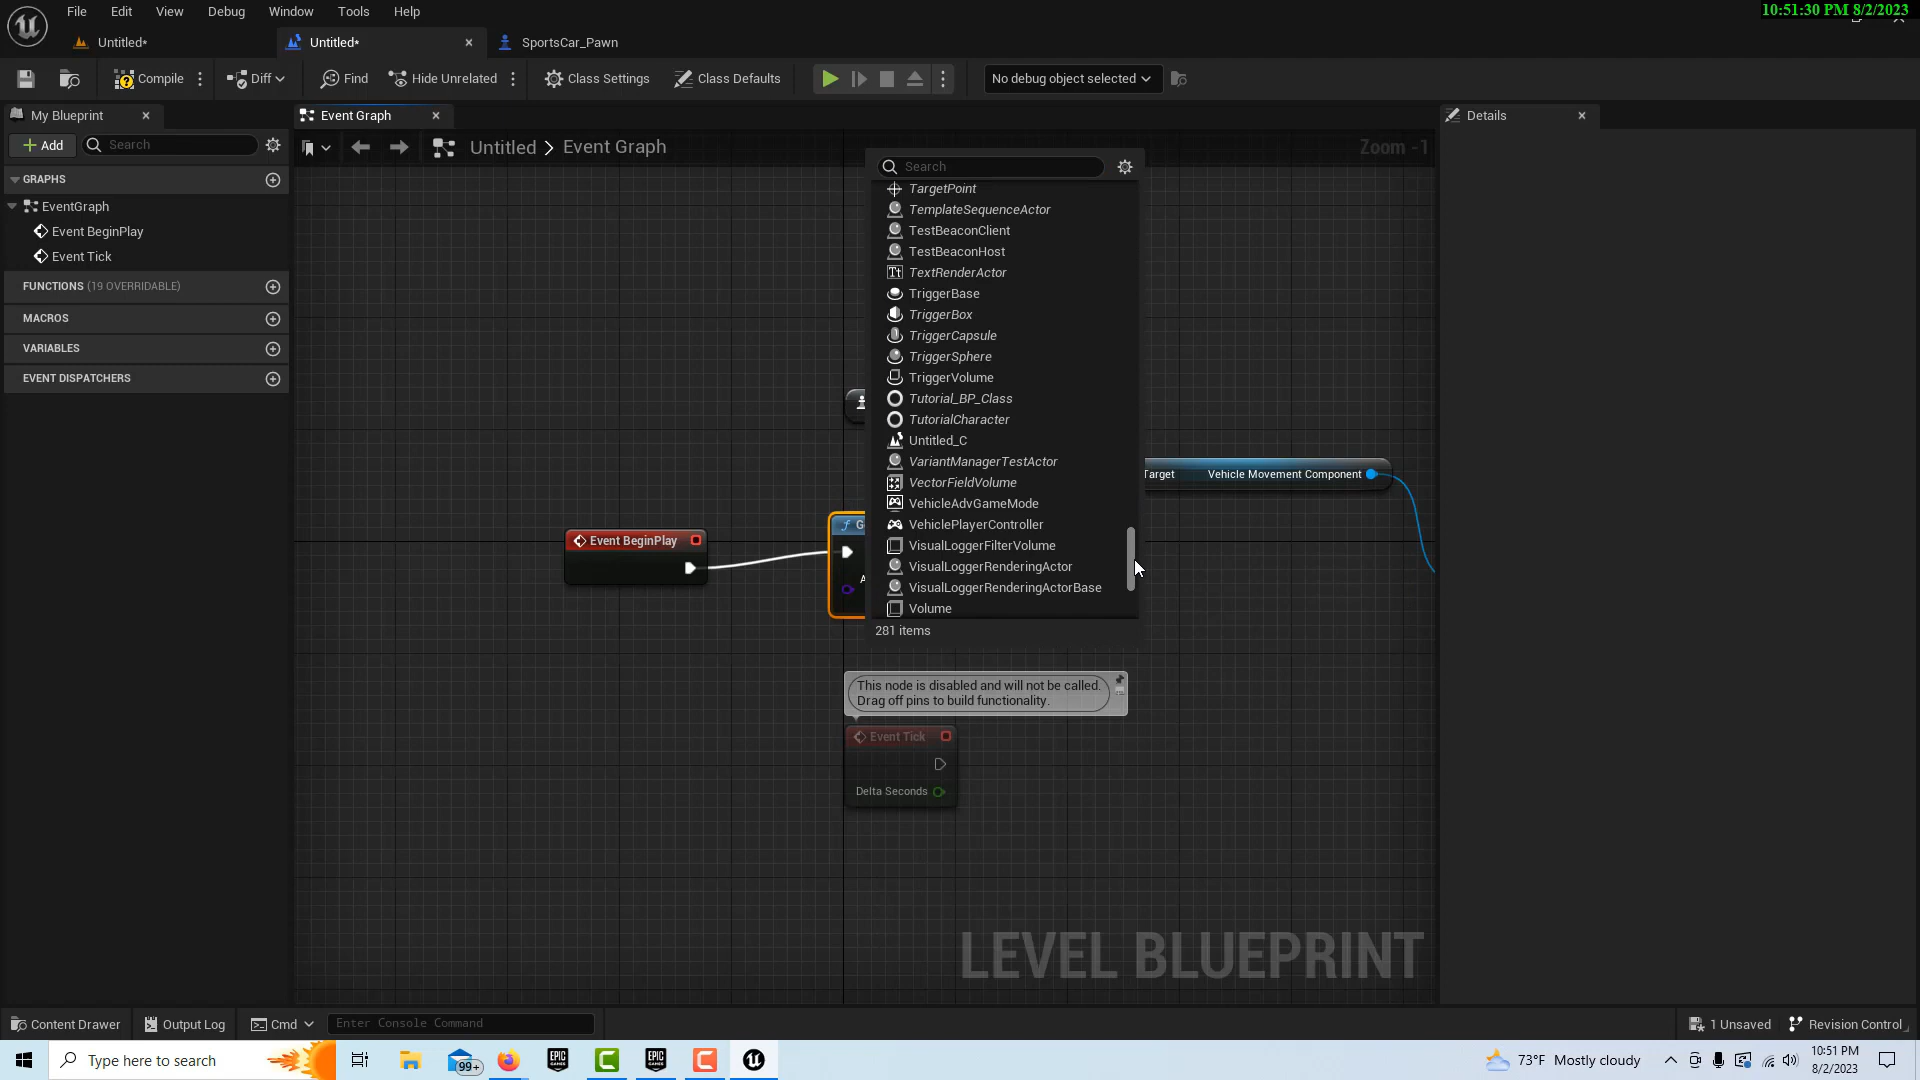 File Edit View Debug Window Tools Help
10:51:30 PM 8/2/2023
Untitled* Untitled* SportsCar_Pawn
Compile Diff Find Hide Unrelated Class Settings Class Defaults No debug object selected
My Blueprint Event Graph Details
Add Search
Untitled > Event Graph Zoom -1
GRAPHS
EventGraph
Event BeginPlay
Event Tick
FUNCTIONS (19 OVERRIDABLE)
MACROS
VARIABLES
EVENT DISPATCHERS
Search
TargetPoint
TemplateSequenceActor
TestBeaconClient
TestBeaconHost
TextRenderActor
TriggerBase
TriggerBox
TriggerCapsule
TriggerSphere
TriggerVolume
Tutorial_BP_Class
TutorialCharacter
Untitled_C
VariantManagerTestActor
VectorFieldVolume
VehicleAdvGameMode
VehiclePlayerController
VisualLoggerFilterVolume
VisualLoggerRenderingActor
VisualLoggerRenderingActorBase
Volume
281 items
Target Vehicle Movement Component
Event BeginPlay
f G
A
This node is disabled and will not be called.
Drag off pins to build functionality.
Event Tick
Delta Seconds
LEVEL BLUEPRINT
Content Drawer Output Log Cmd Enter Console Command 1 Unsaved Revision Control
Type here to search 99+ 73°F Mostly cloudy 10:51 PM
8/2/2023